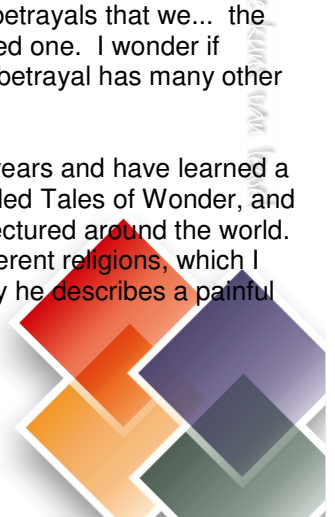 betrayals that we... the
ed one. I wonder if
betrayal has many other
years and have learned a
led Tales of Wonder, and
ectured around the world.
erent religions, which I
y he describes a painful